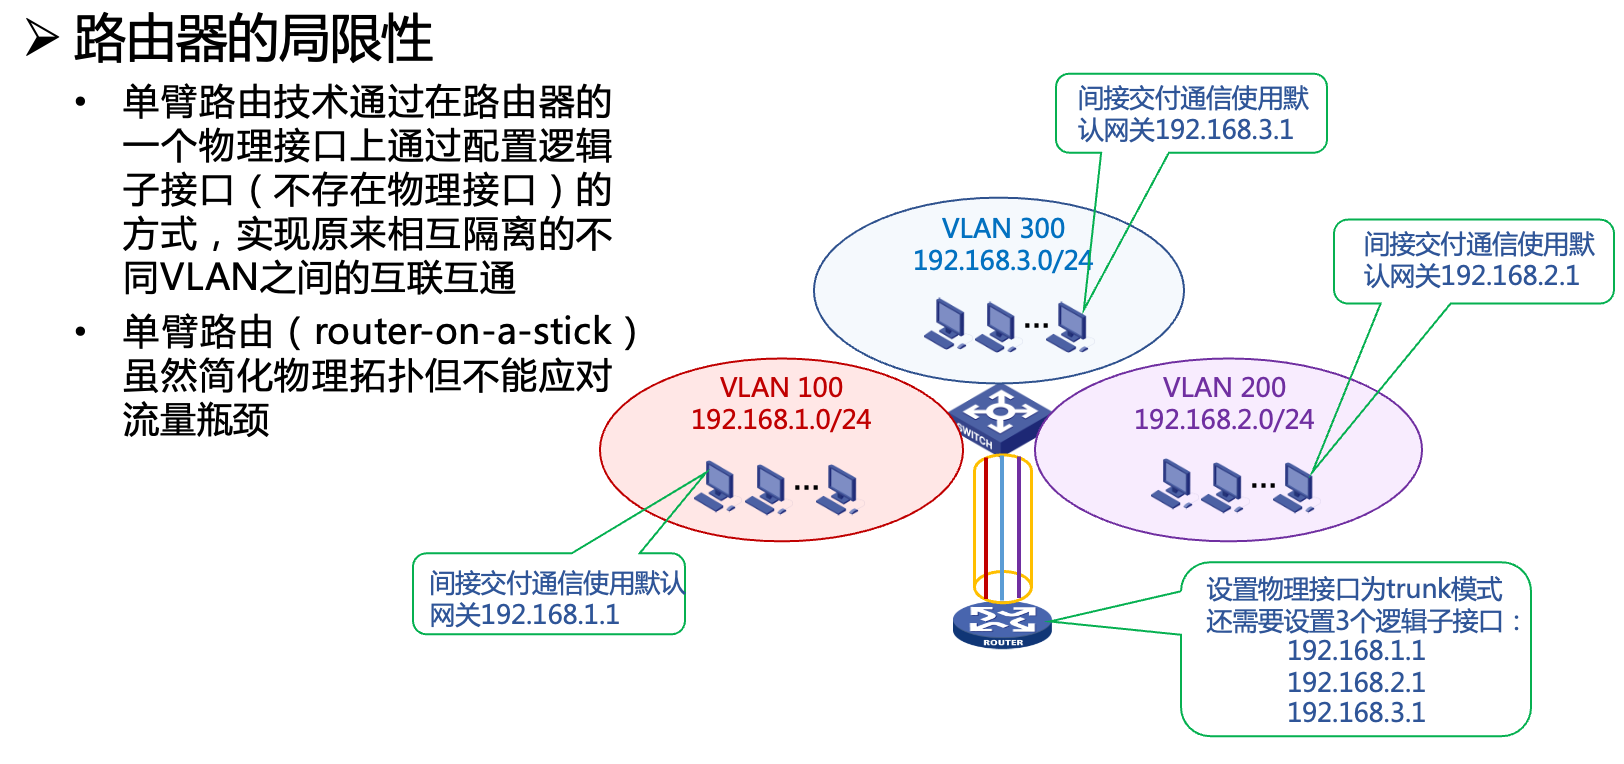 路由器的局限性
单臂路由技术通过在路由器的
一个物理接口上通过配置逻辑
子接口（不存在物理接口）的
方式，实现原来相互隔离的不
同VLAN之间的互联互通
单臂路由（router-on-a-stick）
虽然简化物理拓扑但不能应对
流量瓶颈
间接交付通信使用默
认网关192.168.3.1
VLAN 300
192.168.3.0/24
...
间接交付通信使用默
认网关192.168.2.1
VLAN 100
192.168.1.0/24
...
SWITCH
VLAN 200
192.168.2.0/24
...
间接交付通信使用默认
网关192.168.1.1
ROUTER
设置物理接口为trunk模式
还需要设置3个逻辑子接口：
192.168.1.1
192.168.2.1
192.168.3.1